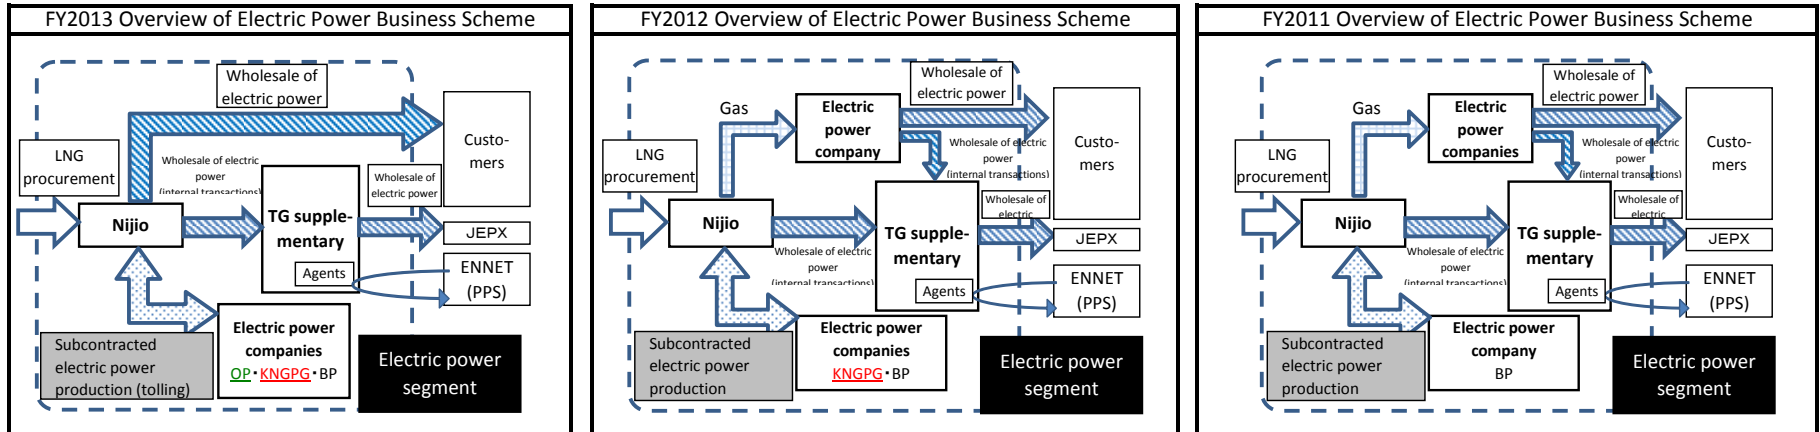 FY2013 Overview of Electric Power Business Scheme
Wholesale of
electric power
Custo-
mers
LNG
procurement
Wholesale of electric
power
(internal transactions)
Wholesale of
electric power
Nijio
TG supple-
mentary
JEPX
Agents
ENNET
(PPS)
Subcontracted
electric power
production (tolling)
Electric power
companies
OP・KNGPG・BP
Electric power
segment
FY2012 Overview of Electric Power Business Scheme
Wholesale of
electric power
Gas
Electric
power
company
Custo-
mers
LNG
procurement
Wholesale of electric
power
(internal transactions)
Wholesale of
electric
Nijio
TG supple-
mentary
JEPX
Wholesale of electric
power
(internal transactions)
Agents
ENNET
(PPS)
Subcontracted
electric power
production
Electric power
companies
KNGPG・BP
Electric power
segment
FY2011 Overview of Electric Power Business Scheme
Wholesale of
electric power
Gas
Electric
power
companies
Custo-
mers
LNG
procurement
Wholesale of electric
power
(internal transactions)
Wholesale of
electric
Nijio
TG supple-
mentary
JEPX
Wholesale of electric
power
(internal transactions)
Agents
ENNET
(PPS)
Subcontracted
electric power
production
Electric power
company
BP
Electric power
segment